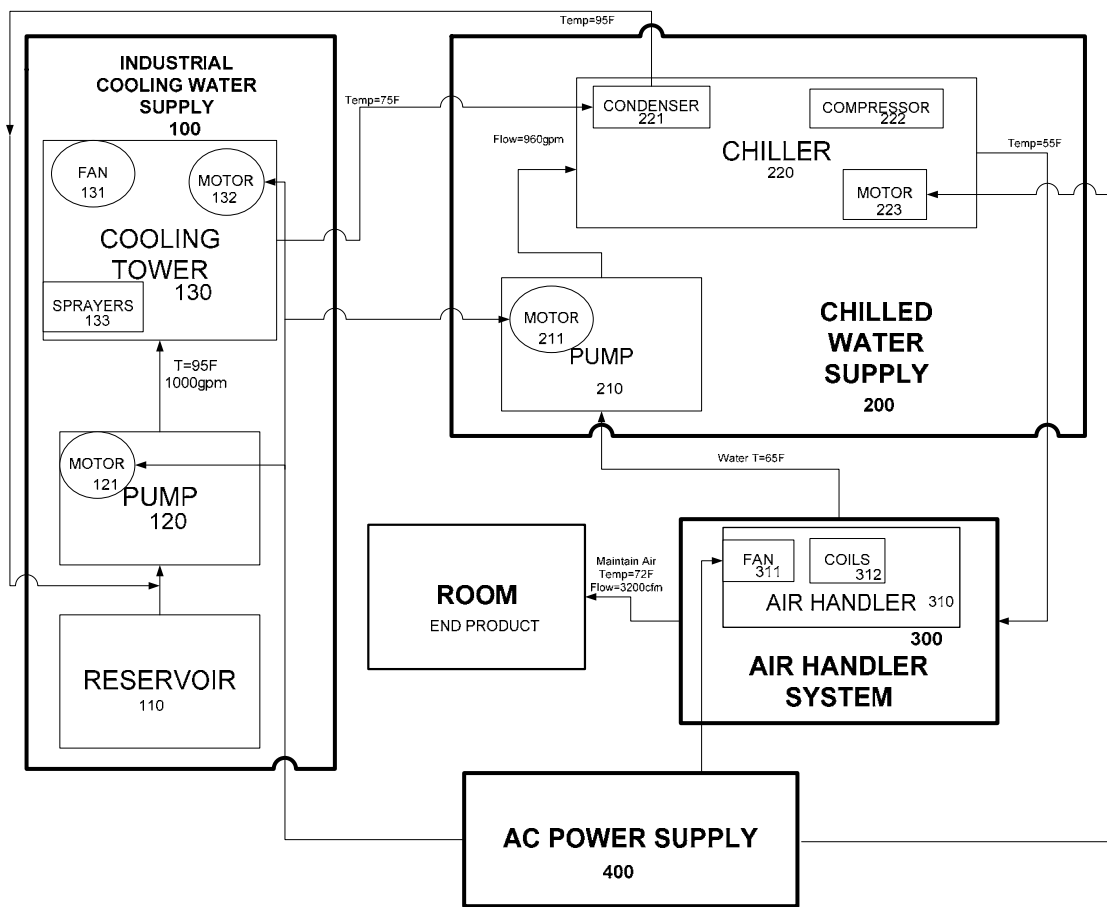 Temp=95F
INDUSTRIAL
COOLING WATER
SUPPLY
100
Temp=75F
FAN
131
MOTOR
132
COOLING
TOWER
130
SPRAYERS
133
T=95F
1000gpm
MOTOR
121
PUMP
120
RESERVOIR
110
CONDENSER
221
COMPRESSOR
222
Flow=960gpm
CHILLER
220
MOTOR
223
Temp=55F
MOTOR
211
PUMP
210
CHILLED
WATER
SUPPLY
200
Water T=65F
ROOM
END PRODUCT
Maintain Air
Temp=72F
Flow=3200cfm
FAN
311
COILS
312
AIR HANDLER 310
300
AIR HANDLER
SYSTEM
AC POWER SUPPLY
400